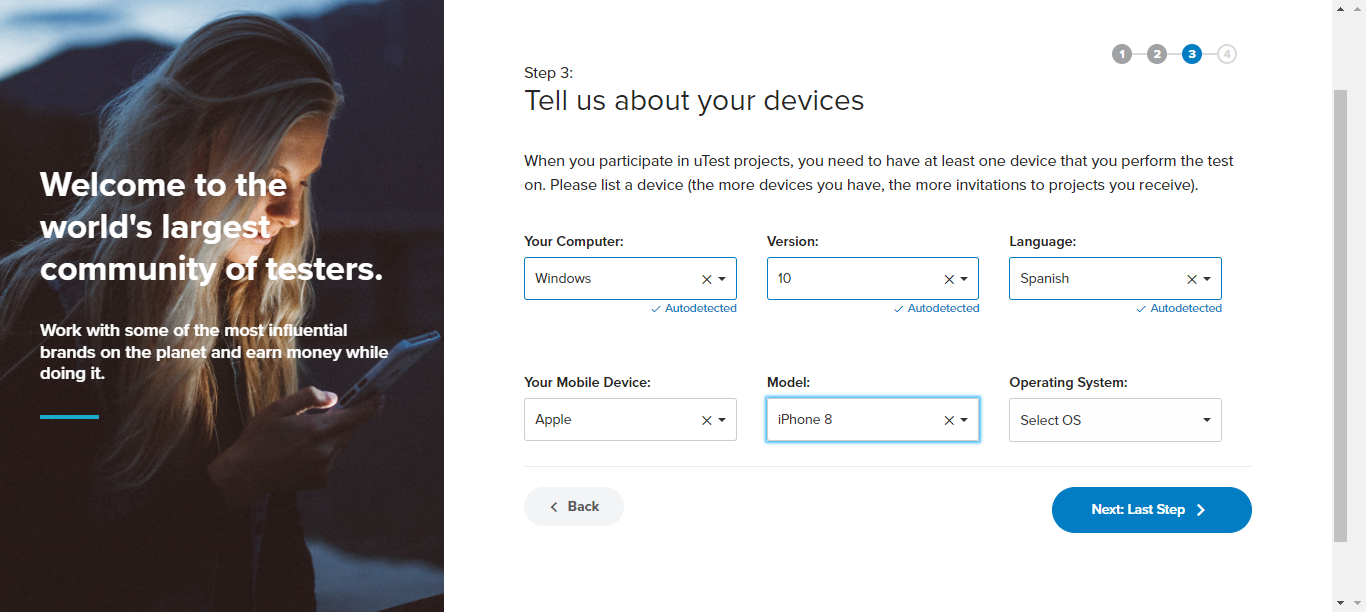 Welcome to the
world's largest
community of testers.
Work with some of the most influential
brands on the planet and earn money while
doing it.
1 2 3 4
Step 3:
Tell us about your devices
When you participate in uTest projects, you need to have at least one device that you perform the test
on. Please list a device (the more devices you have, the more invitations to projects you receive).
Your Computer: Version: Language:
Windows 10 Spanish
Autodetected Autodetected Autodetected
Your Mobile Device: Model: Operating System:
Apple iPhone 8 Select OS
Back Next: Last Step